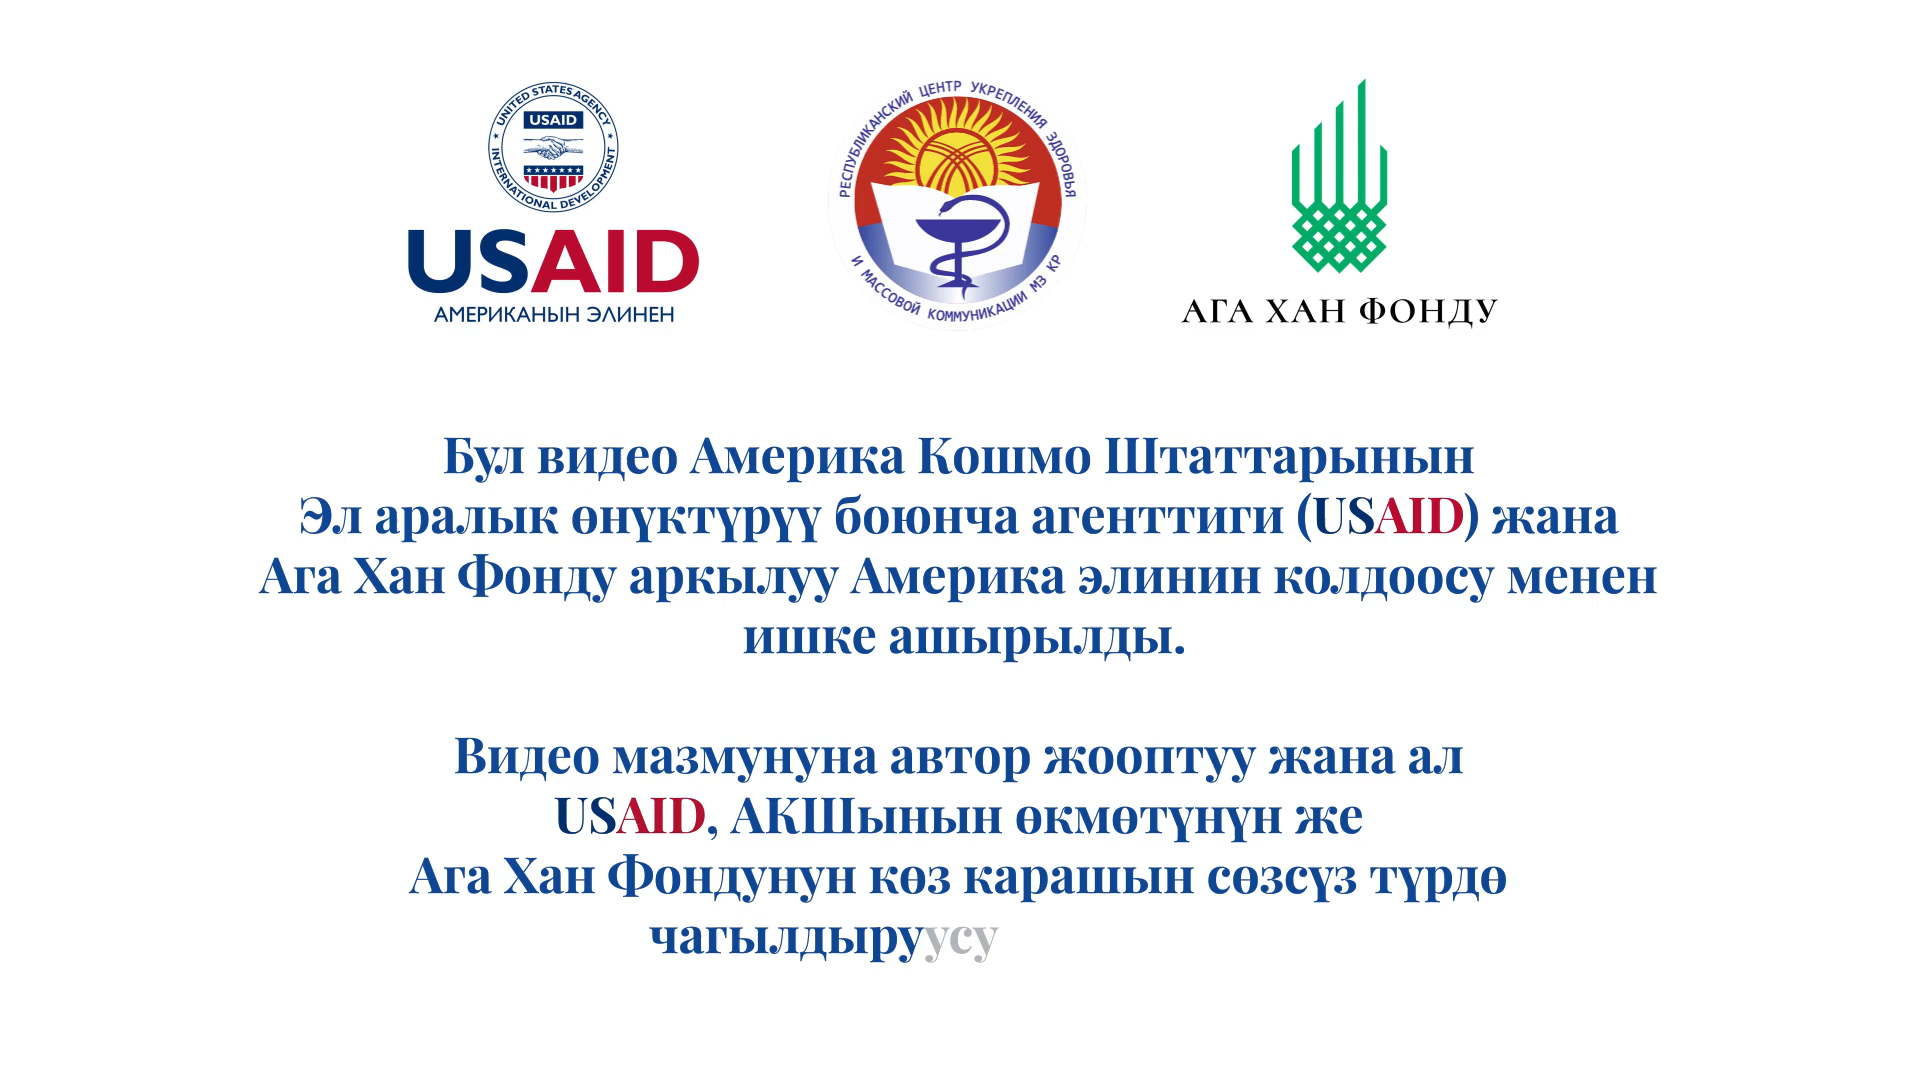 UNITED STATES AGENCY
USAID
INTERNATIONAL DEVELOPMENT
USAID
АМЕРИКАНЫН ЭЛИНЕН
РЕСПУБЛИКАНСКИЙ ЦЕНТР УКРЕПЛЕНИЯ ЗДОРОВЬЯ
И МАССОВОЙ КОММУНИКАЦИИ МЗ КР
АГА ХАН ФОНДУ
Бул видео Америка Кошмо Штаттарынын
Эл аралык өнүктүрүү боюнча агенттиги (USAID) жана
Ага Хан Фонду аркылуу Америка элинин колдоосу менен
ишке ашырылды.
Видео мазмунуна автор жооптуу жана ал
USAID, АКШынын өкмөтүнүн же
Ага Хан Фондунун көз карашын сөзсүз түрдө
чагылдыруусу